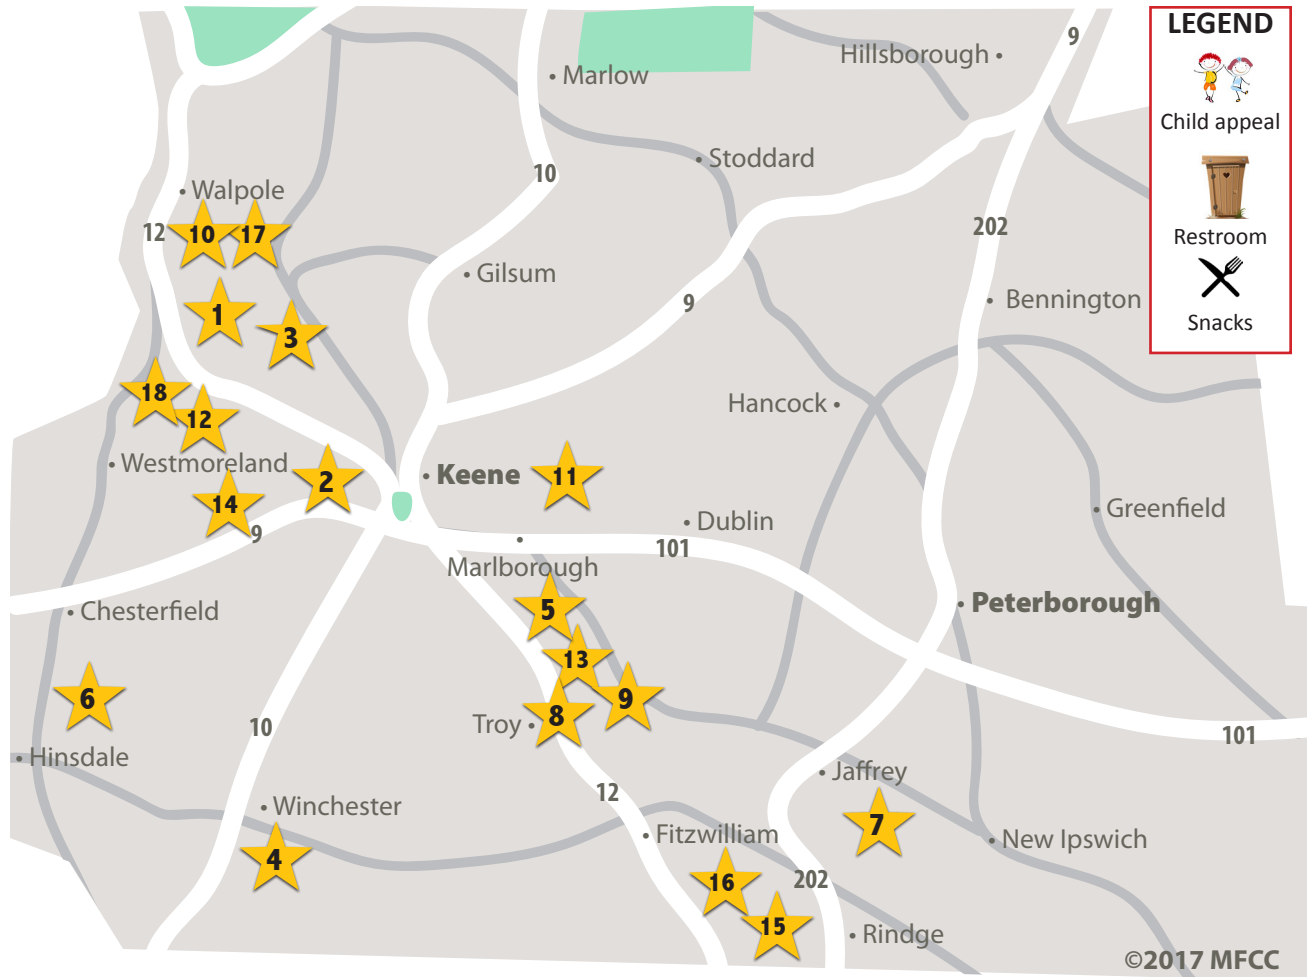 9
LEGEND
Hillsborough
Marlow
Child appeal
Stoddard
10
Walpole
12
10
17
202
Restroom
Gilsum
Bennington
9
1
3
Snacks
18
12
Hancock
Westmoreland
2
Keene
11
14
Greenfield
9
Dublin
101
Marlborough
Chesterfield
5
Peterborough
13
6
9
8
Troy
10
101
Hinsdale
Jaffrey
12
Winchester
7
Fitzwilliam
New Ipswich
4
16
202
15
Rindge
©2017 MFCC